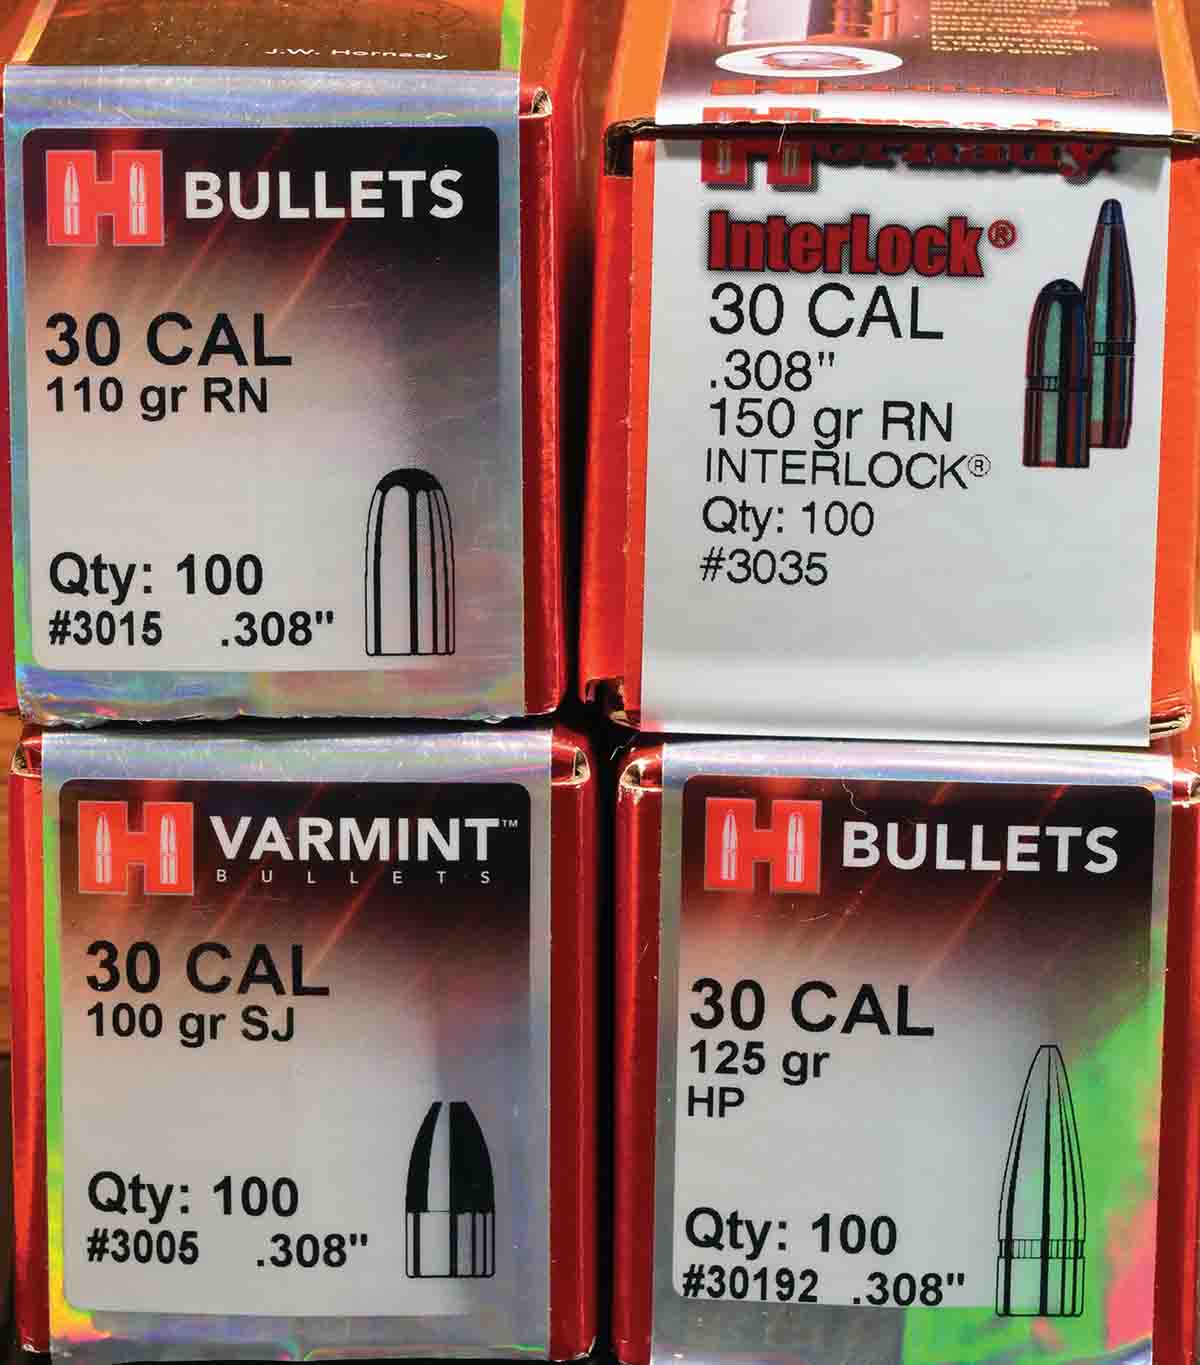 J.W. Hornady
H BULLETS
30 CAL
110 gr RN
Qty: 100
#3015 .308"
Hornady
InterLock®
30 CAL
.308"
150 gr RN
INTERLOCK®
Qty: 100
#3035
H VARMINT™
BULLETS
30 CAL
100 gr SJ
Qty: 100
#3005 .308"
H BULLETS
30 CAL
125 gr
HP
Qty: 100
#30192 .308"